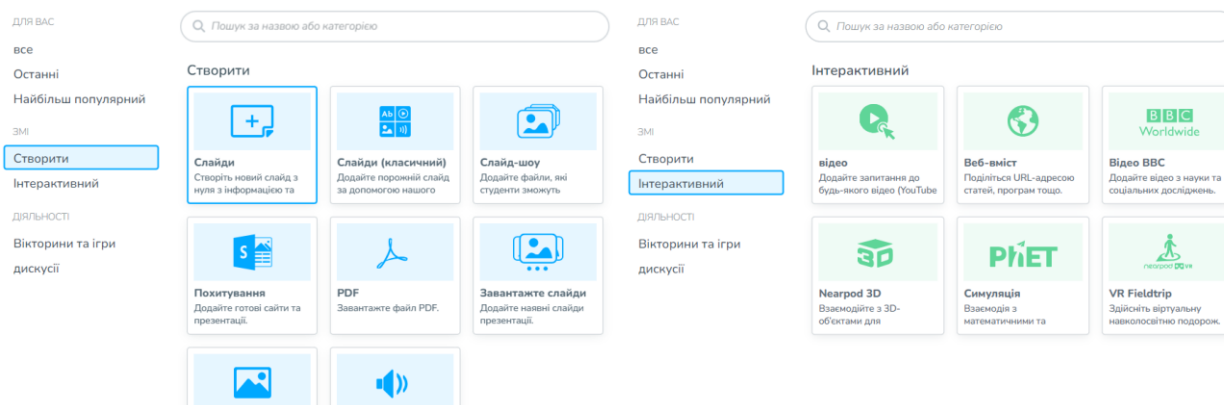 ДЛЯ ВАС
все
Останні
Найбільш популярний
ЗМІ
Створити
Інтерактивний
ДІЯЛЬНОСТІ
Вікторини та ігри
дискусії
Пошук за назвою або категорією
Створити
Слайди
Створіть новий слайд з
нуля з інформацією та
Ab
Слайди (класичний)
Додайте порожній слайд
за допомогою нашого
Слайд-шоу
Додайте файли, які
студенти зможуть
S
Похитування
Додайте готові сайти та
презентації.
PDF
Завантажте файл PDF.
Завантажте слайди
Додайте наявні слайди
презентації.
ДЛЯ ВАС
все
Останні
Найбільш популярний
ЗМІ
Створити
Інтерактивний
ДІЯЛЬНОСТІ
Вікторини та ігри
дискусії
Пошук за назвою або категорією
Інтерактивний
відео
Додайте запитання до
будь-якого відео (YouTube
Веб-вміст
Поділіться URL-адресою
статей, програм тощо.
BBC
Worldwide
Відео BBC
Додайте відео з науки та
соціальних досліджень.
3D
Nearpod 3D
Взаємодійте з 3D-
об'єктами для
PhET
Симуляція
Взаємодія з
математичними та
nearpod VR
VR Fieldtrip
Здійсніть віртуальну
навколосвітню подорож.